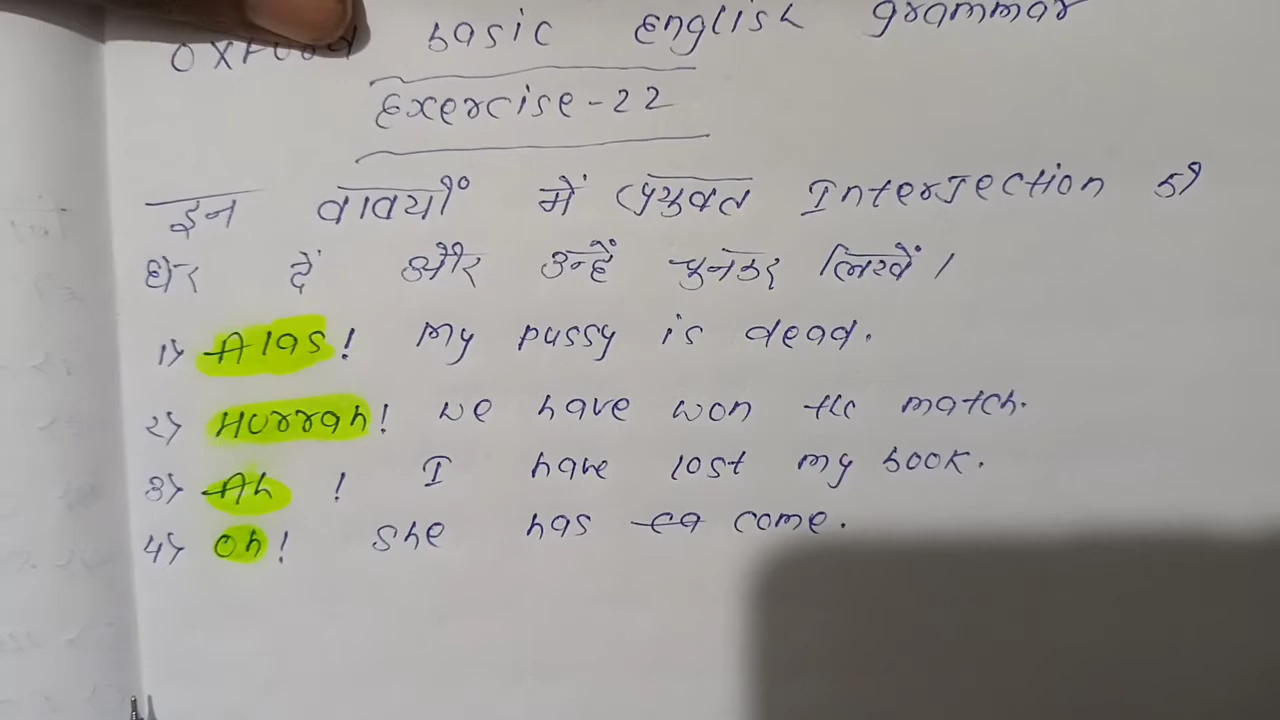 basic English grammar
Exercise-22
इन वाक्यों में प्रयुक्त Interjection को
घेर दें और उन्हें चुनकर लिखें।
1) Alas! My pussy is dead.
2) Hurrah! we have won the match.
3) Ah ! I have lost my book.
4) Oh! she has come.